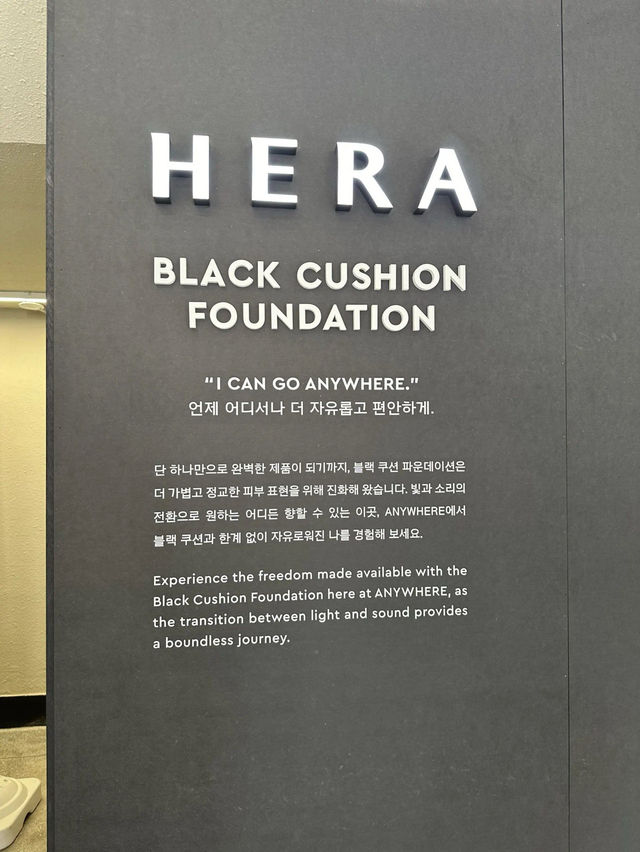 HERA
BLACK CUSHION
FOUNDATION
“I CAN GO ANYWHERE.”
언제 어디서나 더 자유롭고 편안하게.
단 하나만으로 완벽한 제품이 되기까지, 블랙 쿠션 파운데이션은
더 가볍고 정교한 피부 표현을 위해 진화해 왔습니다. 빛과 소리의
전환으로 원하는 어디든 향할 수 있는 이곳, ANYWHERE에서
블랙 쿠션과 한계 없이 자유로워진 나를 경험해 보세요.
Experience the freedom made available with the
Black Cushion Foundation here at ANYWHERE, as
the transition between light and sound provides
a boundless journey.